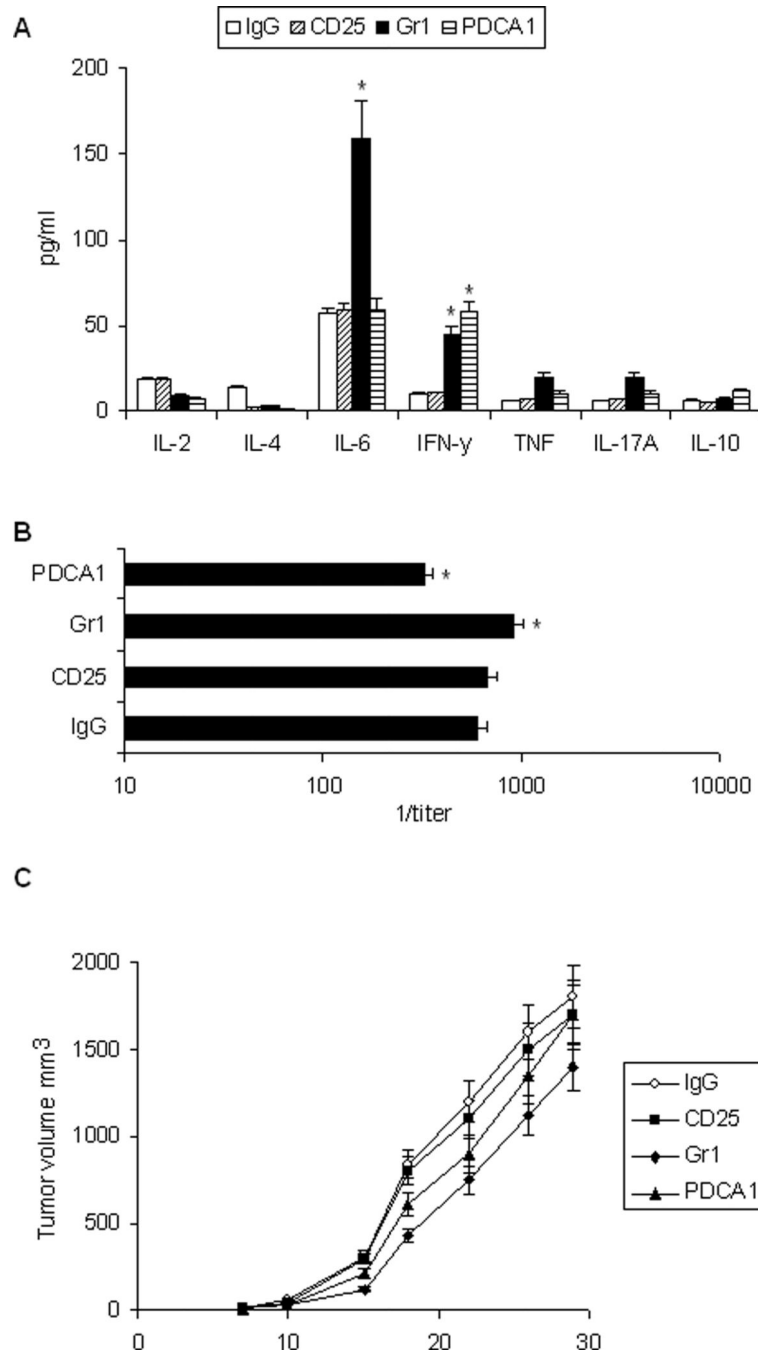 A
IgG CD25 Gr1 PDCA1
200
150
100
50
0
pg/ml
* * *
IL-2 IL-4 IL-6 IFN-y TNF IL-17A IL-10
B
PDCA1 *
Gr1 *
CD25
IgG
10 100 1000 10000
1/titer
C
2000
1500
1000
500
0
Tumor volume mm3
0 10 20 30
IgG
CD25
Gr1
PDCA1